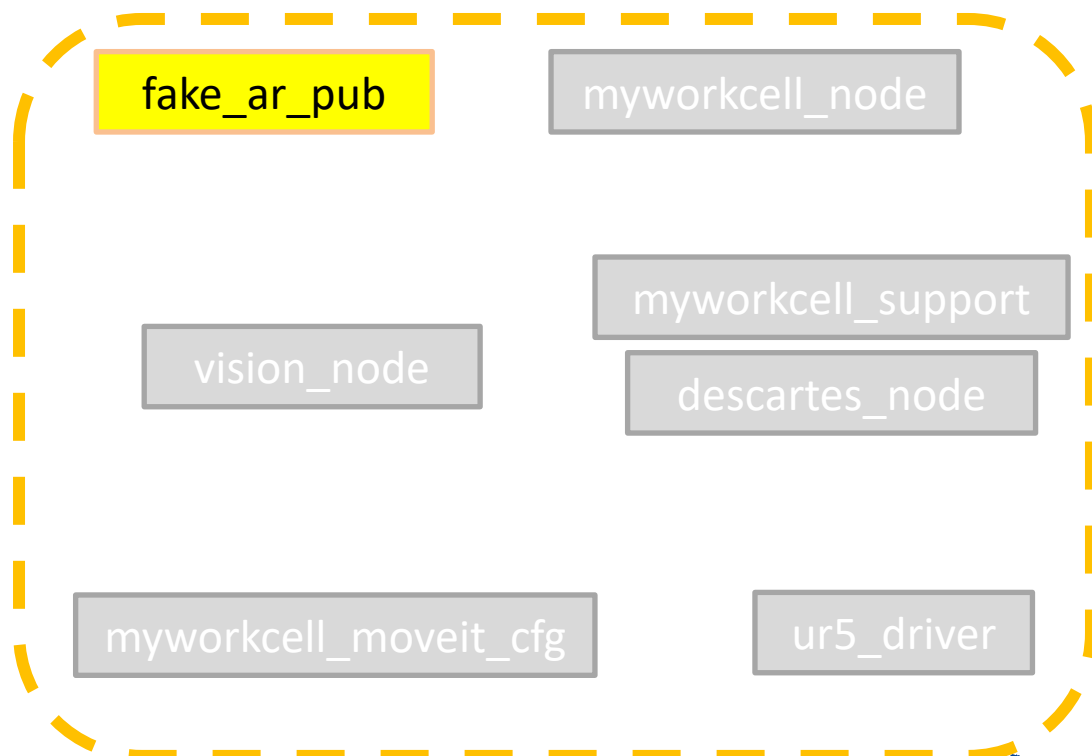 fake_ar_pub
myworkcell_node
myworkcell_support
vision_node
descartes_node
myworkcell_moveit_cfg
ur5_driver